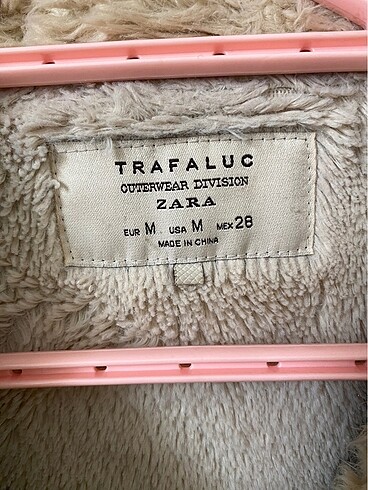 TRAFALUC
OUTERWEAR DIVISION
ZARA
EUR M USA M MEX 28
MADE IN CHINA